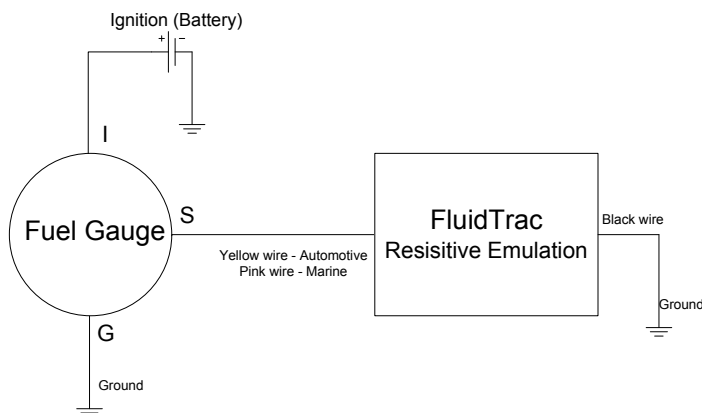 Ignition (Battery)
+ −
I
Fuel Gauge
S
Yellow wire - Automotive
Pink wire - Marine
FluidTrac
Resisitive Emulation
Black wire
Ground
G
Ground